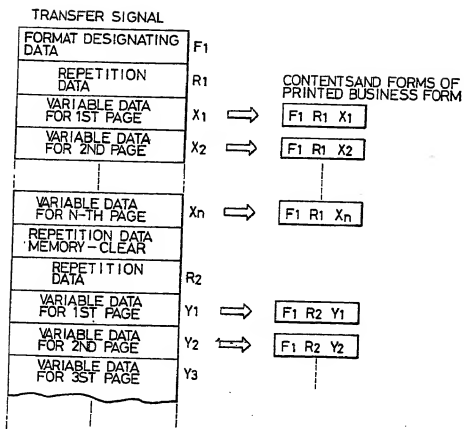 TRANSFER SIGNAL
FORMAT DESIGNATING
DATA
F1
REPETITION
DATA
R1
CONTENTSAND FORMS OF
PRINTED BUSINESS FORM
VARIABLE DATA
FOR 1ST PAGE
X1
F1 R1 X1
VARIABLE DATA
FOR 2ND PAGE
X2
F1 R1 X2
VARIABLE DATA
FOR N-TH PAGE
Xn
F1 R1 Xn
REPETITION DATA
MEMORY-CLEAR
REPETITION
DATA
R2
VARIABLE DATA
FOR 1ST PAGE
Y1
F1 R2 Y1
VARIABLE DATA
FOR 2ND PAGE
Y2
F1 R2 Y2
VARIABLE DATA
FOR 3ST PAGE
Y3